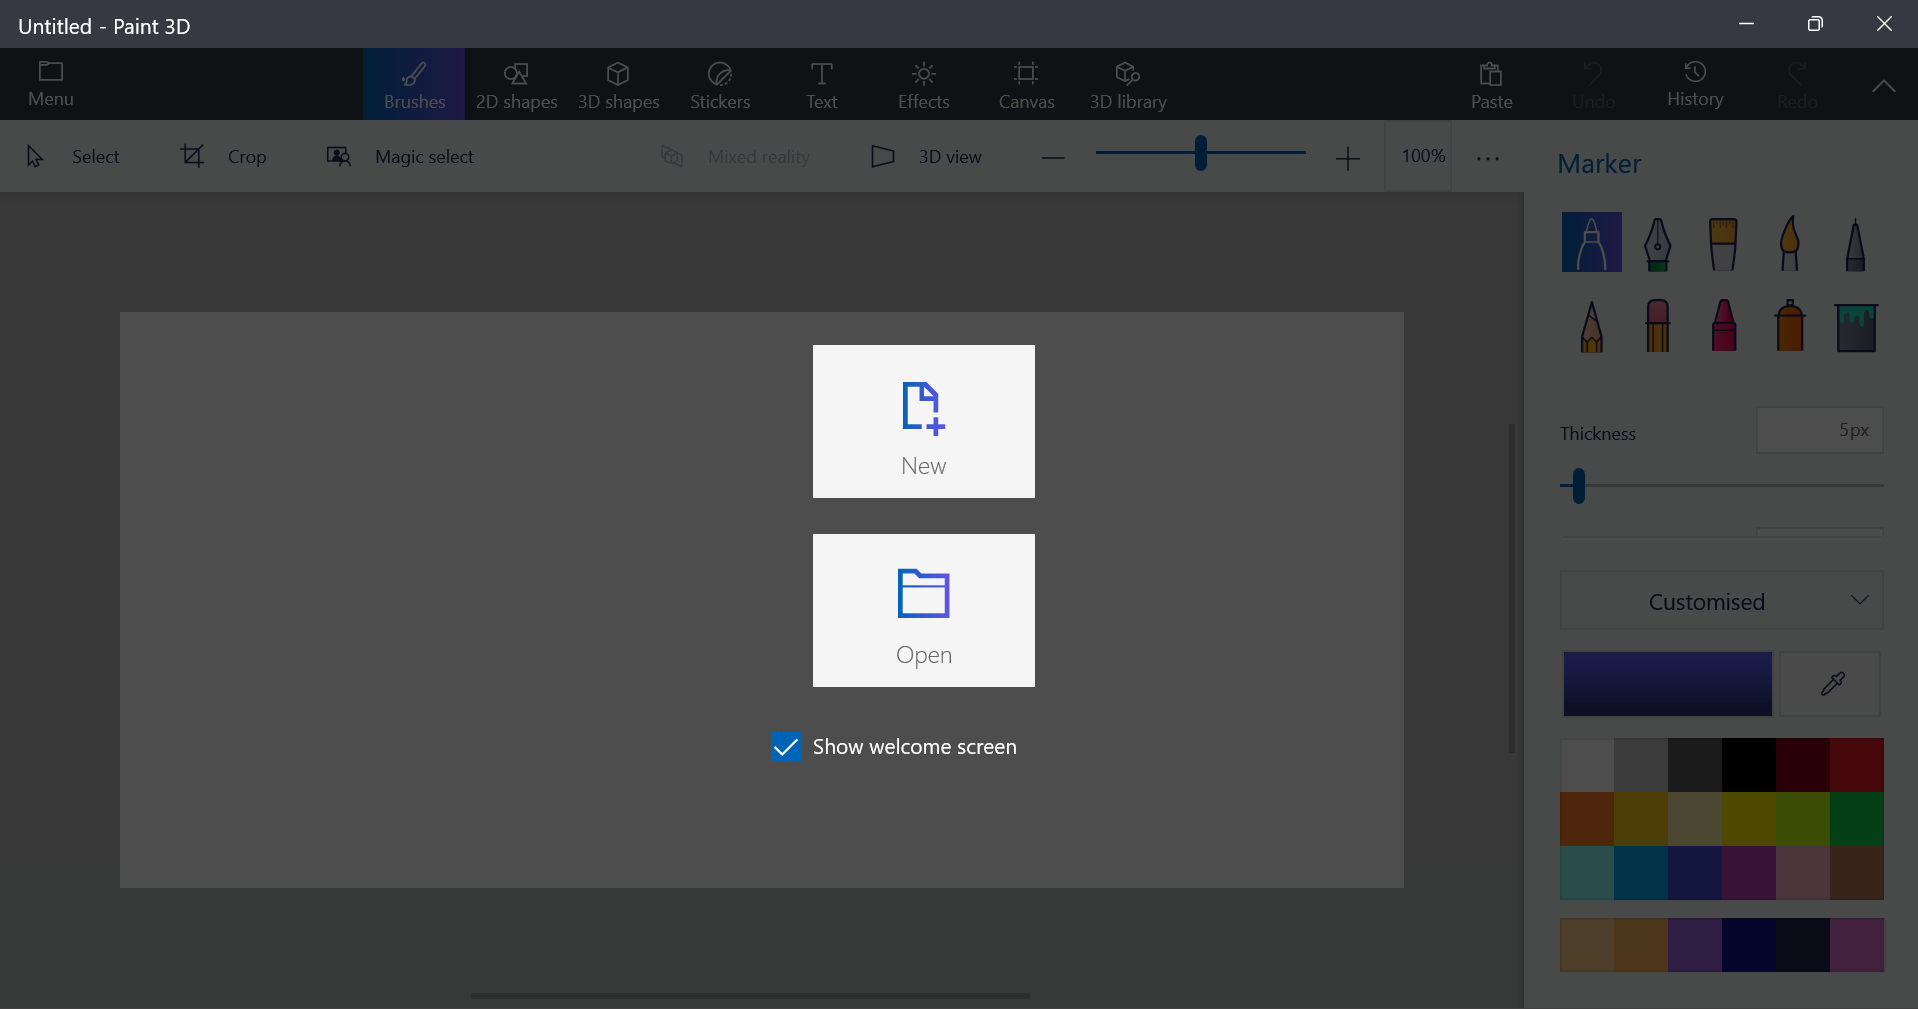 Untitled - Paint 3D
Menu
Brushes
2D shapes
3D shapes
Stickers
Text
Effects
Canvas
3D library
Paste
Undo
History
Redo
Select
Crop
Magic select
Mixed reality
3D view
100%
Marker
Thickness
5px
Customised
New
Open
Show welcome screen